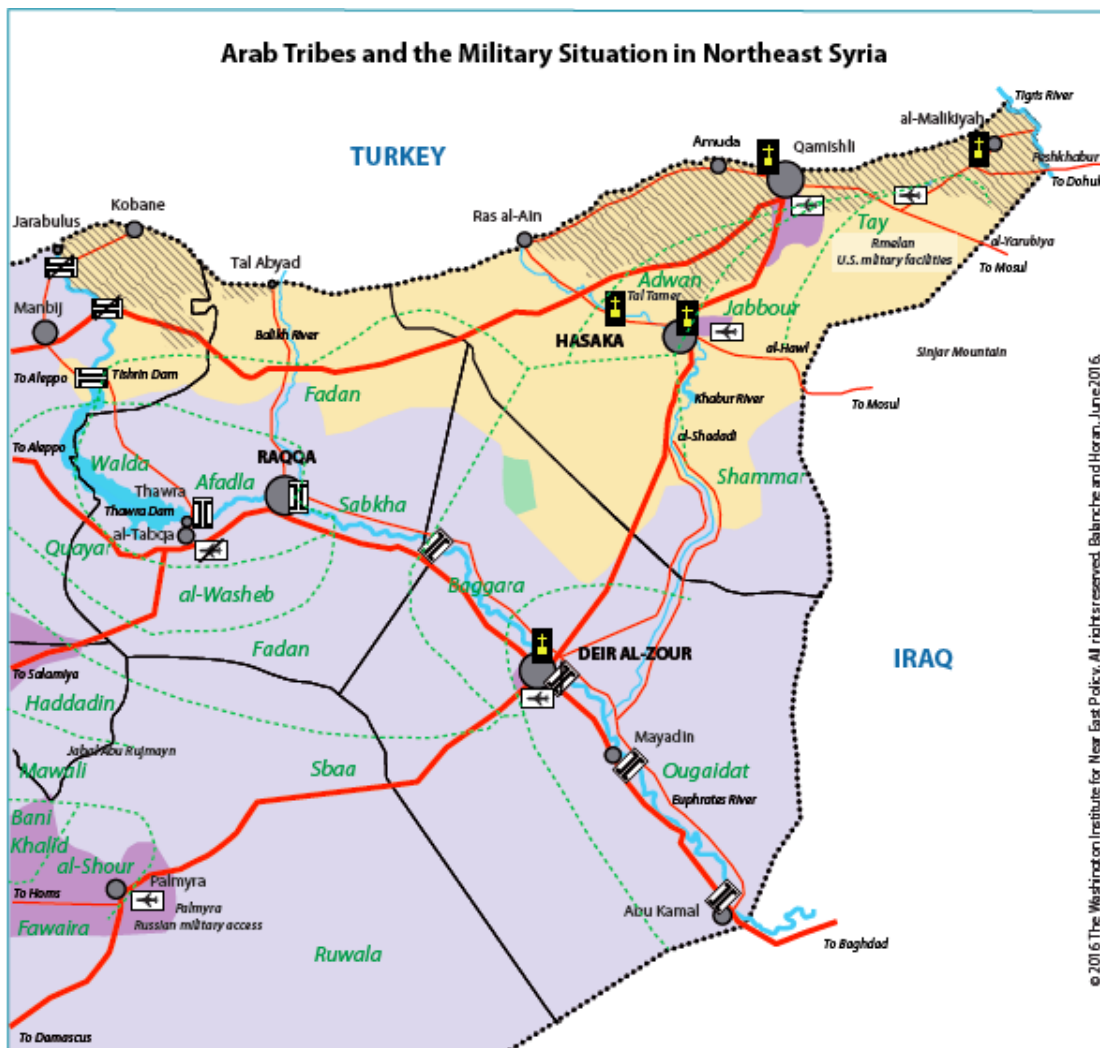 Arab Tribes and the Military Situation in Northeast Syria
Tigris River
al-Malikiyah
TURKEY
Amuda
Qamishli
Peshkhabur
To Dohuk
Jarabulus
Kobane
Ras al-Ain
Tay
al-Yarubiya
Rmelan
U.S. military facilities
To Mosul
Tal Abyad
Adwan
Tal Tamer
Jabbour
Manbij
Balikh River
HASAKA
al-Hawl
Sinjar Mountain
To Aleppo
Tishrin Dam
Fadan
Khabur River
To Mosul
al-Shadadi
To Aleppo
Walda
RAQQA
Shammar
Afadla
Thawra
Sabkha
Thawra Dam
al-Tabqa
Quayar
al-Washeb
Baggara
Fadan
DEIR AL-ZOUR
IRAQ
To Salamiya
Haddadin
Mayadin
Jabal Abu Rujmayn
Mawali
Sbaa
Ougaidat
Euphrates River
Bani
Khalid
al-Shour
Palmyra
To Homs
Palmyra
Russian military access
Fawaira
Abu Kamal
To Baghdad
Ruwala
To Damascus
© 2016 The Washington Institute for Near East Policy. All rights reserved. Balanche and Horan, June 2016.